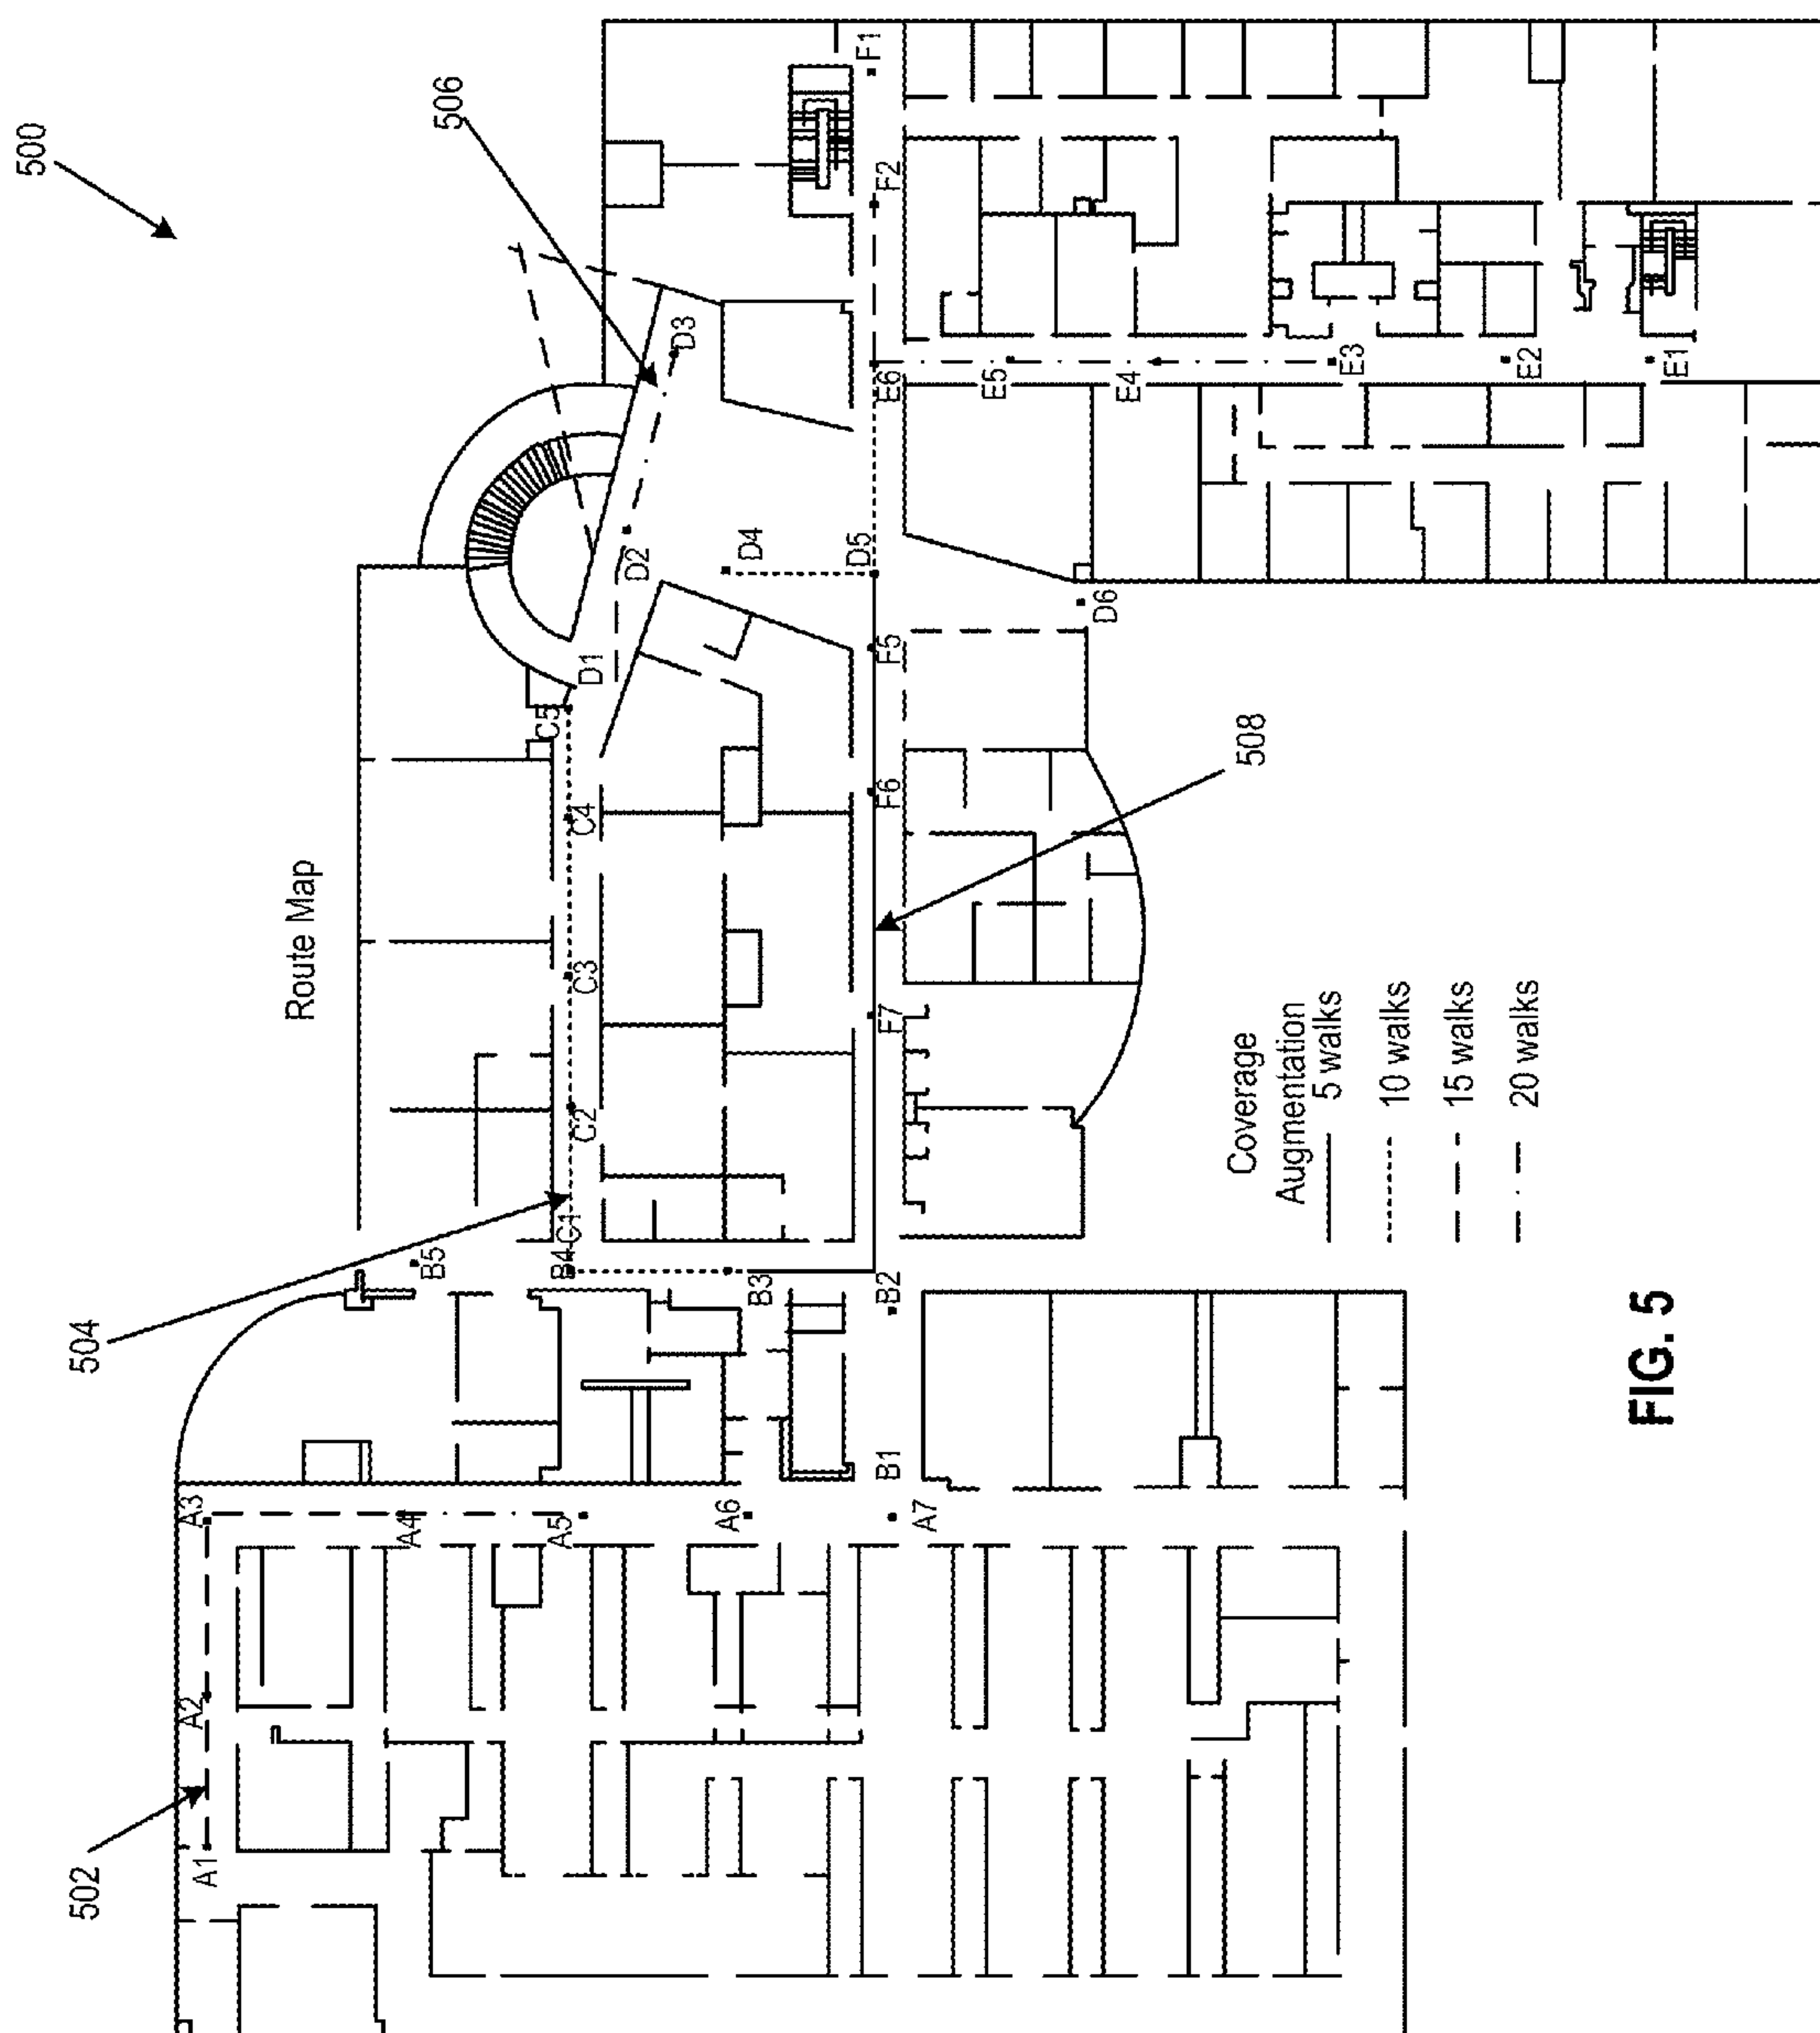 500
506
F1
F2
D3
E6
E5
E4
E3
E2
E1
D2
D4
D5
D6
D1
F5
C5
F6
508
C4
Route Map
C3
F7
C2
C1
B4
B5
B3
B2
504
Coverage
Augmentation
5 walks
10 walks
15 walks
20 walks
A3
A4
A5
A6
B1
A7
A2
A1
502
FIG. 5